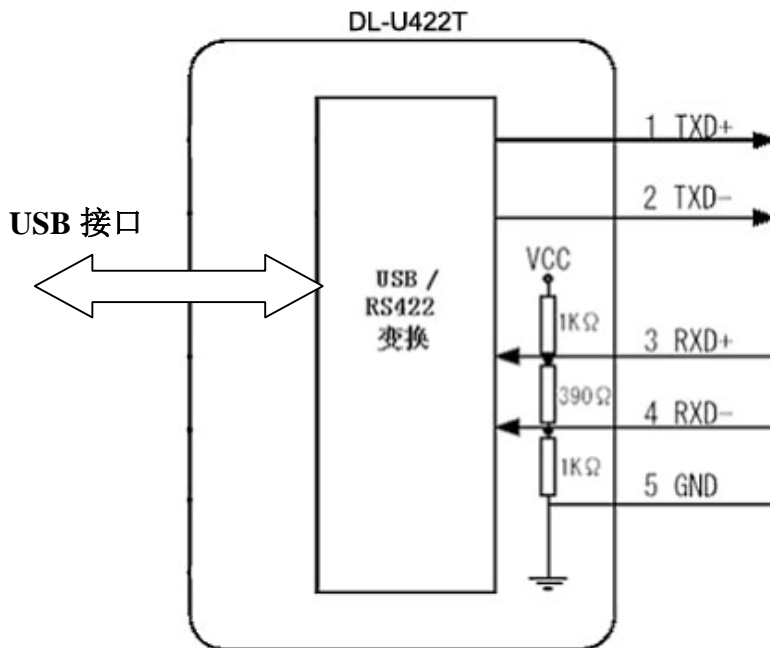 DL-U422T
1 TXD+
2 TXD-
USB 接口
VCC
USB /
RS422
变换
1KΩ
3 RXD+
390Ω
4 RXD-
1KΩ
5 GND